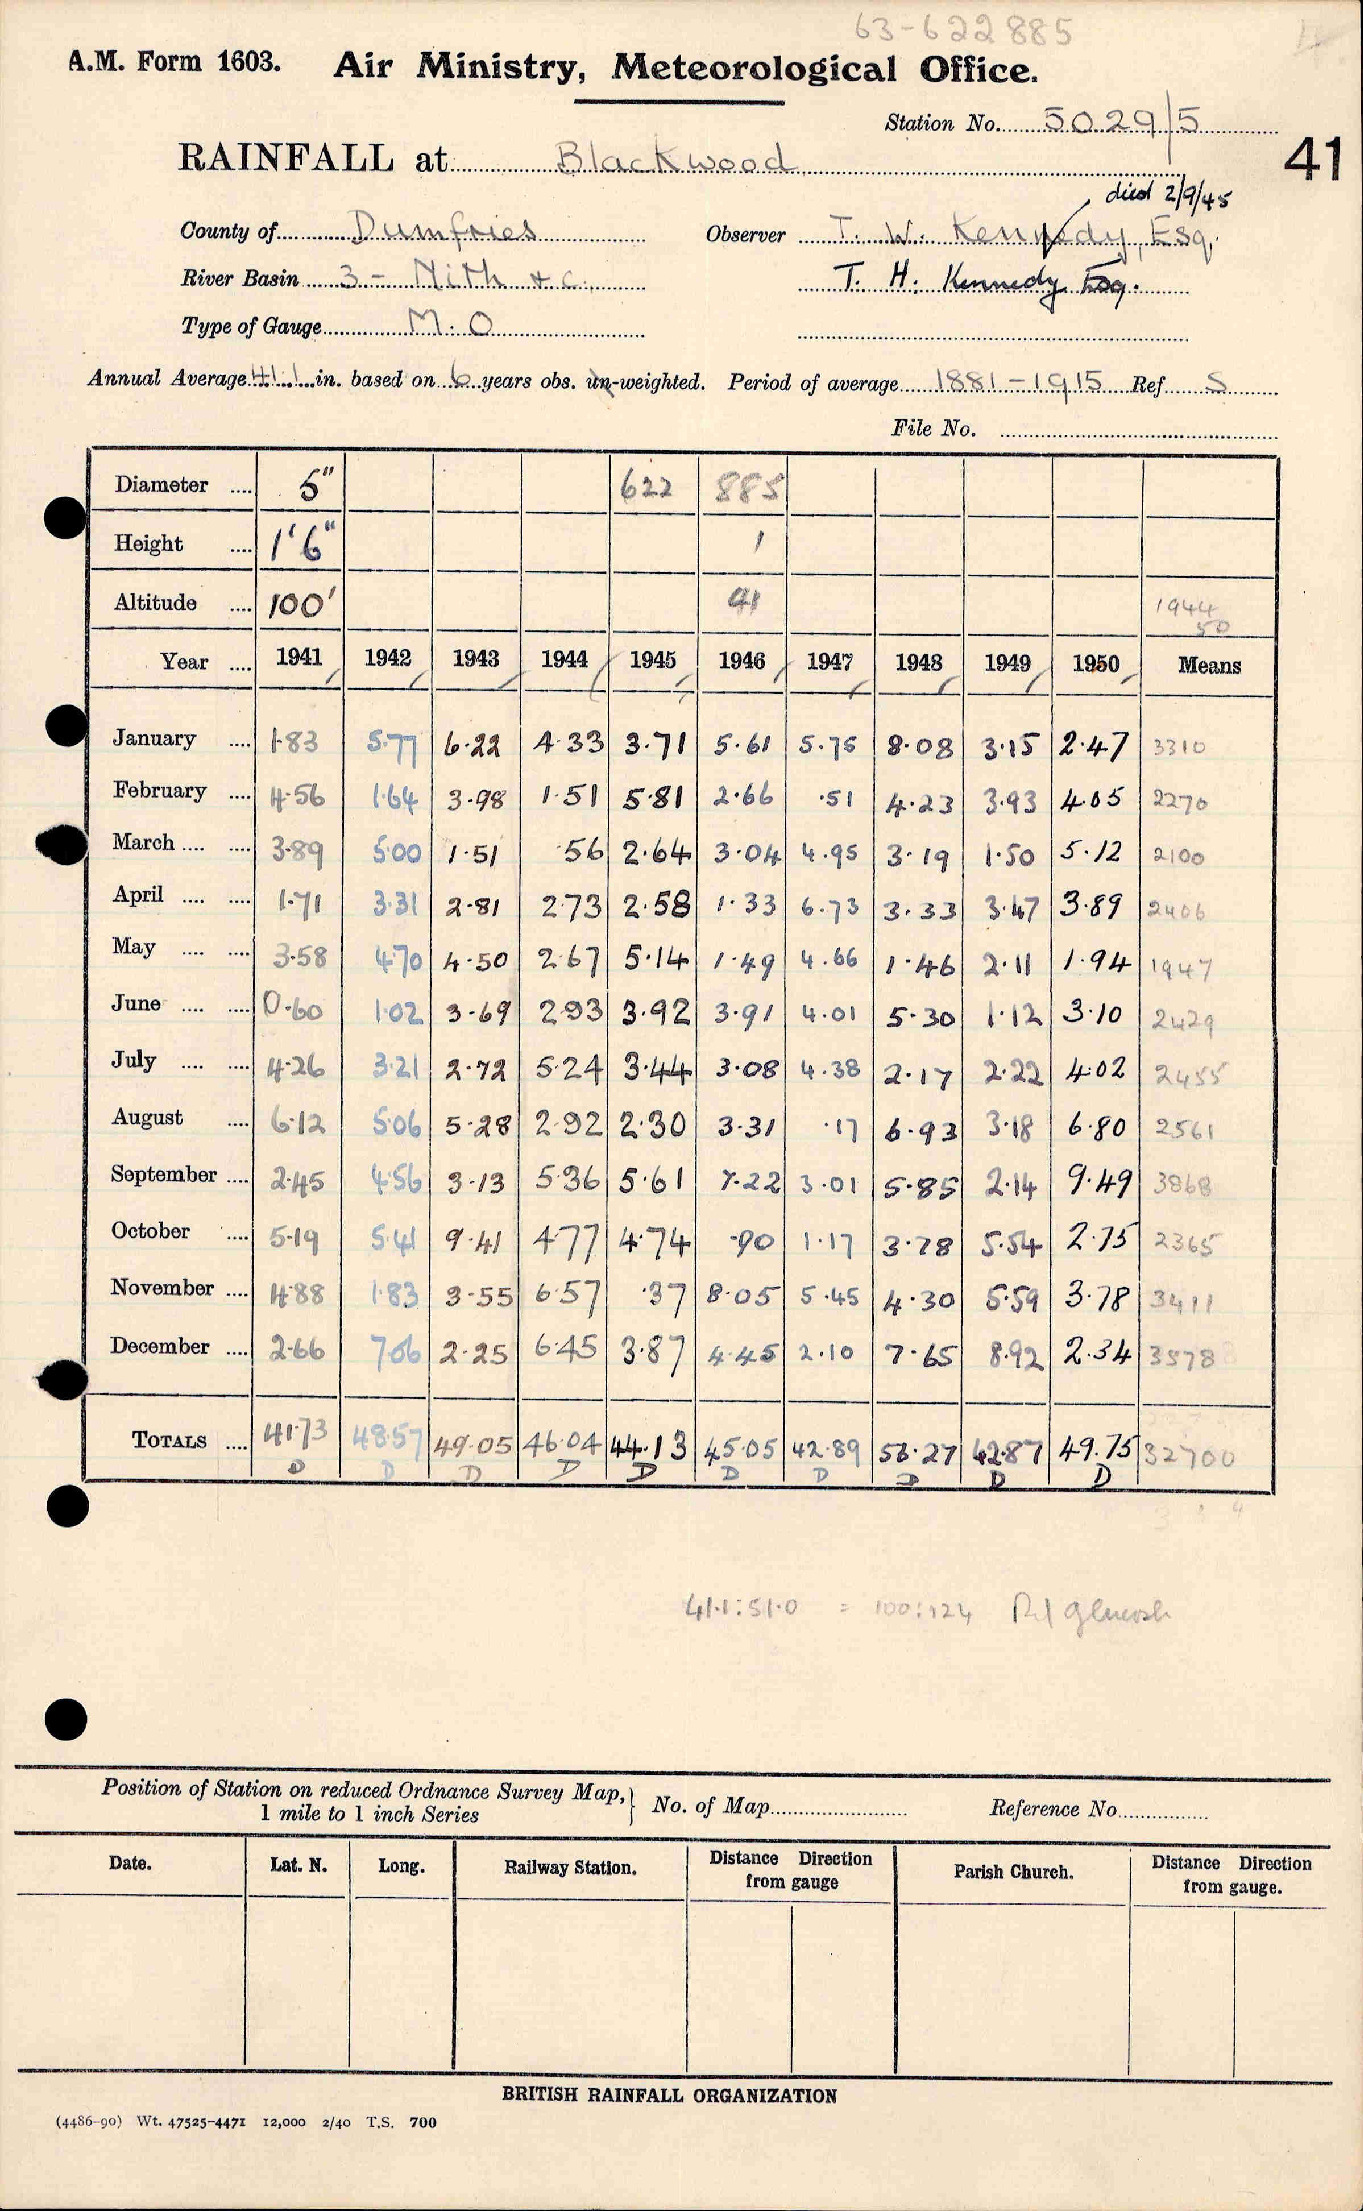 63-622885
A.M. Form 1603. Air Ministry, Meteorological Office.
Station No. 5029/5
RAINFALL at Blackwood 41
died 2/9/45
County of Dumfries Observer T. W. Kennedy, Esq.
River Basin 3 - Nith &c. T. H. Kennedy Esq.
Type of Gauge M.O
Annual Average 41.1 in. based on 6 years obs. un-weighted. Period of average 1881-1915 Ref S
File No.
Diameter .... 5" 622 885
Height .... 1'6" 1
Altitude .... 100' 91 1944 50
Year .... 1941 1942 1943 1944 1945 1946 1947 1948 1949 1950 Means
January .... 1.83 5.77 6.22 4.33 3.71 5.61 5.75 8.08 3.15 2.47 3310
February .... 4.56 1.64 3.98 1.51 5.81 2.66 .51 4.23 3.93 4.05 2270
March .... .... 3.89 5.00 1.51 .56 2.64 3.04 4.95 3.19 1.50 5.12 2100
April .... .... 1.71 3.31 2.81 2.73 2.58 1.33 6.73 3.33 3.47 3.89 2406
May .... .... 3.58 4.70 4.50 2.67 5.14 1.49 4.66 1.46 2.11 1.94 1947
June .... .... 0.60 1.02 3.69 2.93 3.92 3.91 4.01 5.30 1.12 3.10 2429
July .... .... 4.26 3.21 2.72 5.24 3.44 3.08 4.38 2.17 2.22 4.02 2455
August .... 6.12 5.06 5.28 2.92 2.30 3.31 .17 6.93 3.18 6.80 2561
September .... 2.45 4.56 3.13 5.36 5.61 7.22 3.01 5.85 2.14 9.49 3868
October .... 5.19 5.41 9.41 4.77 4.74 .90 1.17 3.78 5.54 2.75 2365
November .... 4.88 1.83 3.55 6.57 .37 8.05 5.45 4.30 5.59 3.78 3411
December .... 2.66 7.06 2.25 6.45 3.87 4.45 2.10 7.65 8.92 2.34 3578
TOTALS .... 41.73 48.57 49.05 46.04 44.13 45.05 42.89 56.27 42.87 49.75 32700
D D D D D D D D D D
41.1:51.0 = 100:124
Position of Station on reduced Ordnance Survey Map, } No. of Map Reference No.
1 mile to 1 inch Series
Date. Lat. N. Long. Railway Station. Distance Direction from gauge Parish Church. Distance Direction from gauge.
BRITISH RAINFALL ORGANIZATION
(4486-90) Wt. 47525-4471 12,000 2/40 T.S. 700